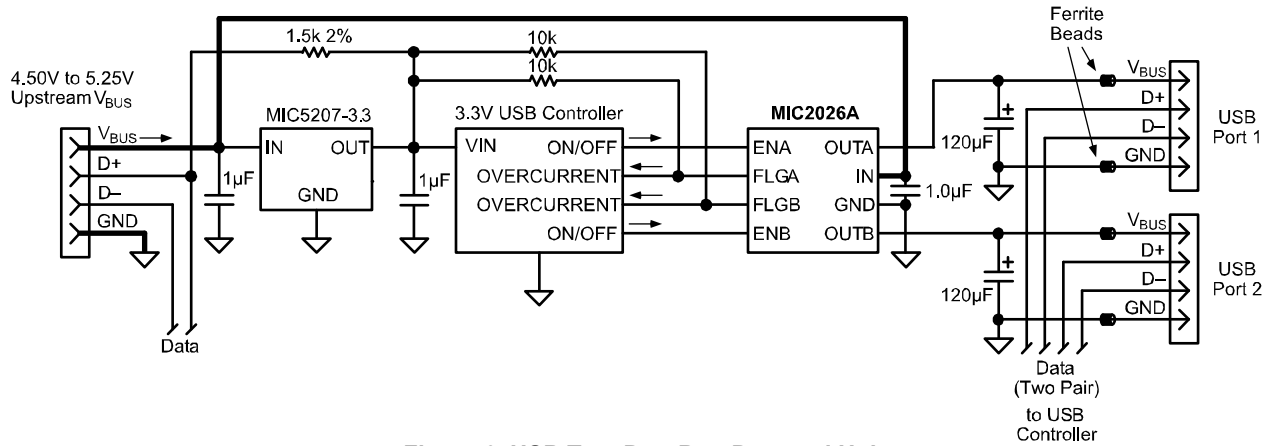 1.5k 2%
10k
10k
Ferrite
Beads
4.50V to 5.25V
Upstream VBUS
MIC5207-3.3
3.3V USB Controller
MIC2026A
VBUS
D+
D–
GND
IN
OUT
GND
1µF
1µF
VIN
ON/OFF
OVERCURRENT
OVERCURRENT
ON/OFF
ENA
FLGA
FLGB
ENB
OUTA
IN
GND
OUTB
1.0µF
120µF
+
VBUS
D+
D–
GND
USB
Port 1
120µF
+
VBUS
D+
D–
GND
USB
Port 2
Data
Data
(Two Pair)
to USB
Controller